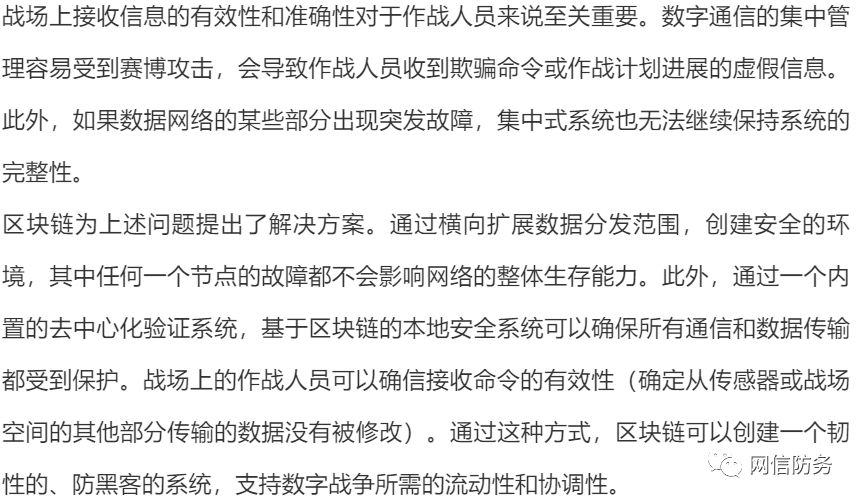 战场上接收信息的有效性和准确性对于作战人员来说至关重要。数字通信的集中管
理容易受到赛博攻击，会导致作战人员收到欺骗命令或作战计划进展的虚假信息。
此外，如果数据网络的某些部分出现突发故障，集中式系统也无法继续保持系统的
完整性。
区块链为上述问题提出了解决方案。通过横向扩展数据分发范围，创建安全的环
境，其中任何一个节点的故障都不会影响网络的整体生存能力。此外，通过一个内
置的去中心化验证系统，基于区块链的本地安全系统可以确保所有通信和数据传输
都受到保护。战场上的作战人员可以确信接收命令的有效性（确定从传感器或战场
空间的其他部分传输的数据没有被修改）。通过这种方式，区块链可以创建一个韧
性的、防黑客的系统，支持数字战争所需的流动性和协调性。
网信防务